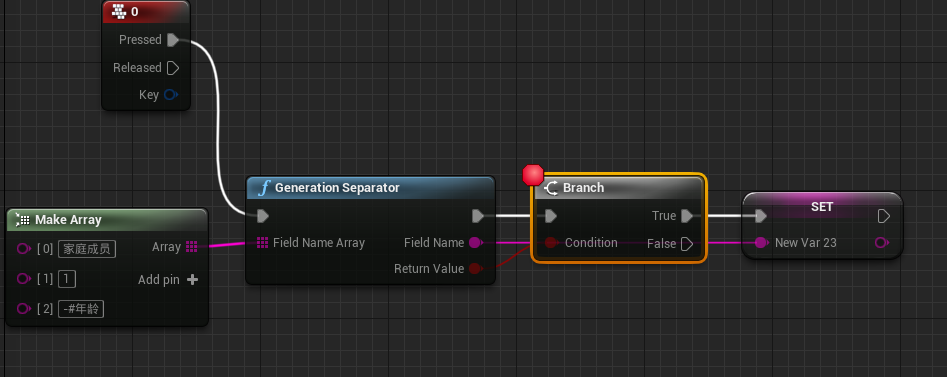 0
Pressed
Released
Key
Generation Separator
Field Name Array
Field Name
Return Value
Branch
True
Condition
False
SET
New Var 23
Make Array
[ 0] 家庭成员
Array
[ 1] 1
Add pin +
[ 2] -#年龄